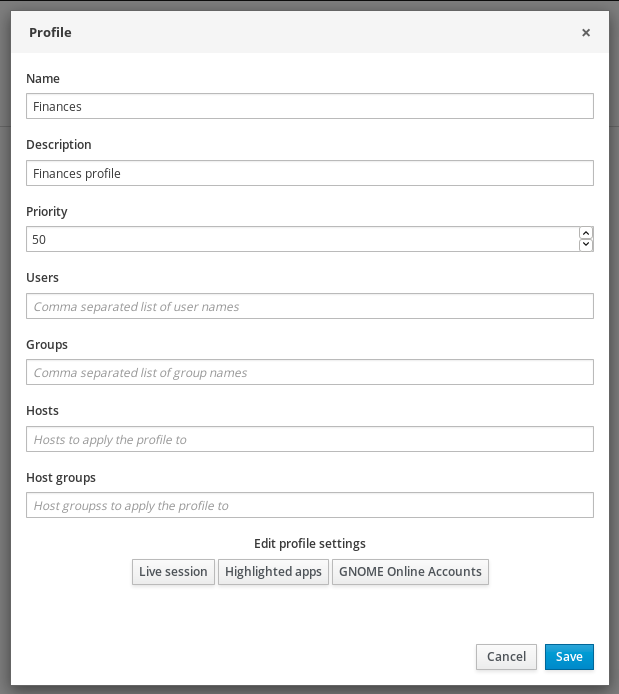 Profile ×
Name
Finances
Description
Finances profile
Priority
50
Users
Comma separated list of user names
Groups
Comma separated list of group names
Hosts
Hosts to apply the profile to
Host groups
Host groupss to apply the profile to
Edit profile settings
Live session Highlighted apps GNOME Online Accounts
Cancel Save